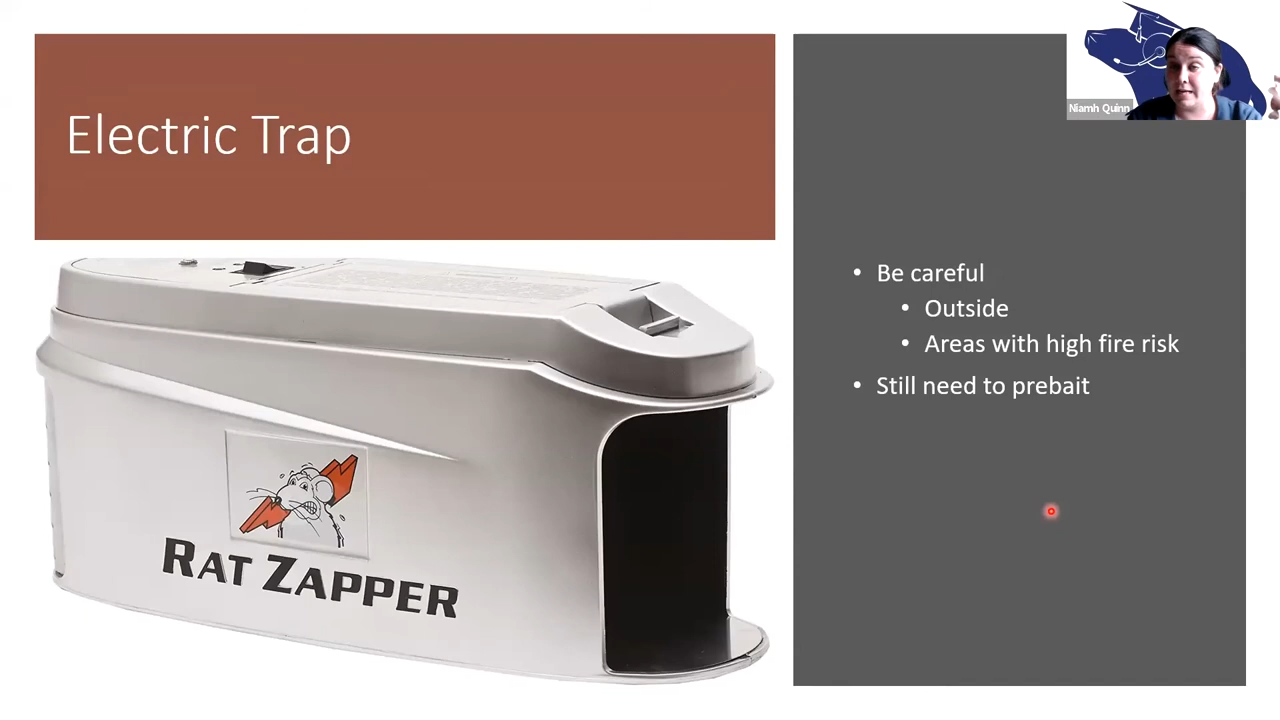 Electric Trap
Niamh Quinn
• Be careful
• Outside
• Areas with high fire risk
• Still need to prebait
RAT ZAPPER